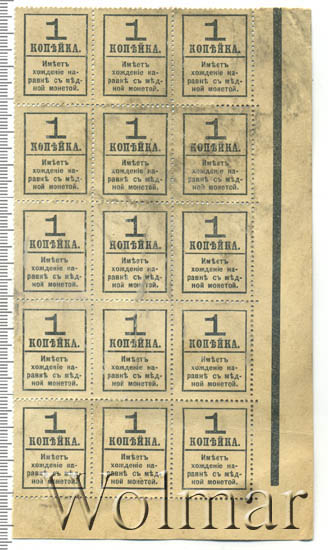 1 1 1
КОПѢЙКА. КОПѢЙКА. КОПѢЙКА.
Имѣетъ Имѣетъ Имѣетъ
хожденіе на- хожденіе на- хожденіе на-
равнѣ съ мѣд- равнѣ съ мѣд- равнѣ съ мѣд-
ной монетой. ной монетой. ной монетой.
1 1 1
КОПѢЙКА. КОПѢЙКА. КОПѢЙКА.
Имѣетъ Имѣетъ Имѣетъ
хожденіе на- хожденіе на- хожденіе на-
равнѣ съ мѣд- равнѣ съ мѣд- равнѣ съ мѣд-
ной монетой. ной монетой. ной монетой.
1 1 1
КОПѢЙКА. КОПѢЙКА. КОПѢЙКА.
Имѣетъ Имѣетъ Имѣетъ
хожденіе на- хожденіе на- хожденіе на-
равнѣ съ мѣд- равнѣ съ мѣд- равнѣ съ мѣд-
ной монетой. ной монетой. ной монетой.
1 1 1
КОПѢЙКА. КОПѢЙКА. КОПѢЙКА.
Имѣетъ Имѣетъ Имѣетъ
хожденіе на- хожденіе на- хожденіе на-
равнѣ съ мѣд- равнѣ съ мѣд- равнѣ съ мѣд-
ной монетой. ной монетой. ной монетой.
1 1 1
КОПѢЙКА. КОПѢЙКА. КОПѢЙКА.
Имѣетъ Имѣетъ Имѣетъ
хожденіе на- хожденіе на- хожденіе на-
равнѣ съ мѣд- равнѣ съ мѣд- равнѣ съ мѣд-
ной монетой. ной монетой. ной монетой.
Wolmar